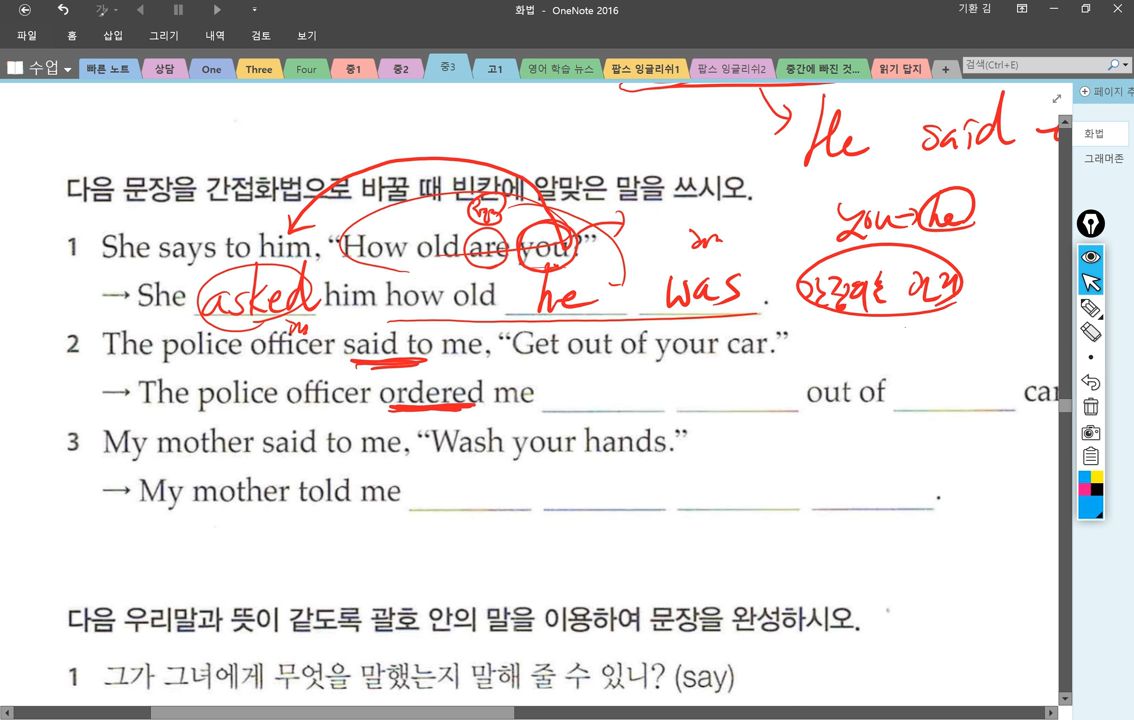 화법 - OneNote 2016
기환 김
파일 홈 삽입 그리기 내역 검토 보기
수업 빠른 노트 상담 One Three Four 중1 중2 중3 고1 영어 학습 뉴스 팝스 잉글리쉬1 팝스 잉글리쉬2 중간에 빠진 것... 읽기 답지 + 검색(Ctrl+E)
페이지 추
화법
그래머존
He said
다음 문장을 간접화법으로 바꿀 때 빈칸에 알맞은 말을 쓰시오.
you → he
1 She says to him, “How old are you?”
→ She asked him how old he was .
2 The police officer said to me, “Get out of your car.”
→ The police officer ordered me out of car
3 My mother said to me, “Wash your hands.”
→ My mother told me .
다음 우리말과 뜻이 같도록 괄호 안의 말을 이용하여 문장을 완성하시오.
1 그가 그녀에게 무엇을 말했는지 말해 줄 수 있니? (say)